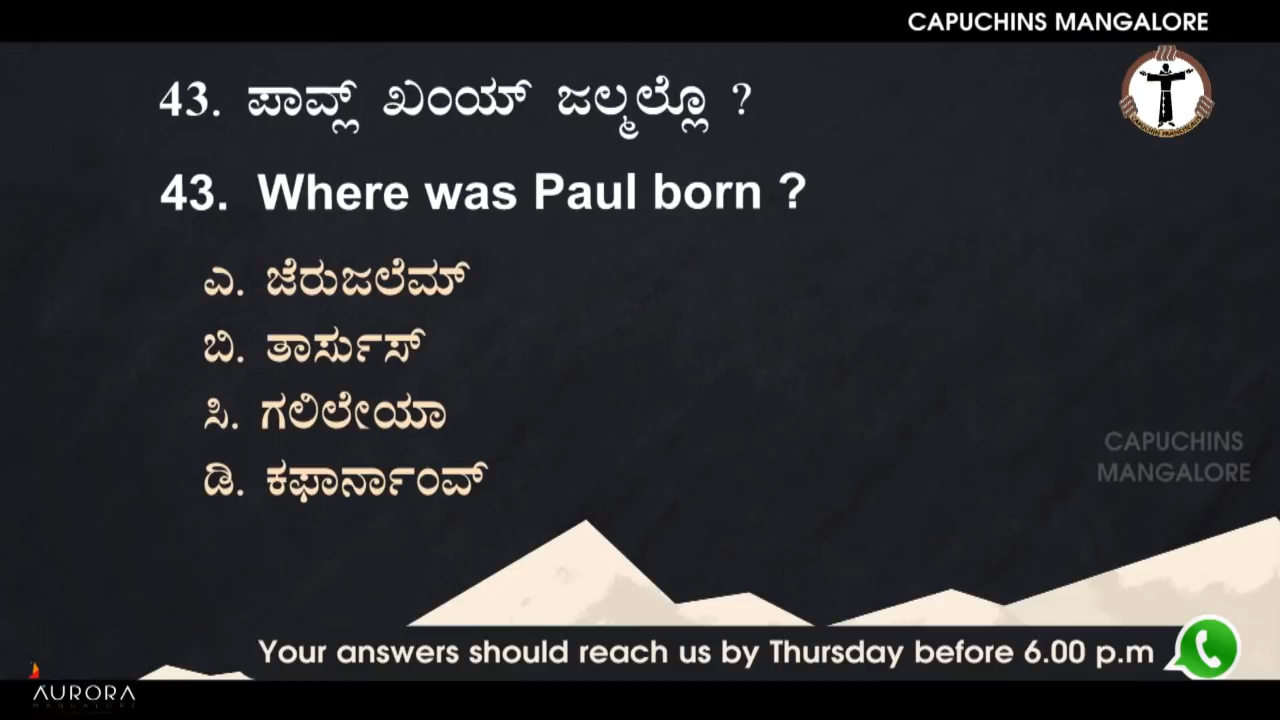 CAPUCHINS MANGALORE
43. ಪಾವ್ಲ್ ಖಂಯ್ ಜಲ್ಮಲ್ಲೊ ?
43. Where was Paul born ?
ಎ. ಜೆರುಜಲೆಮ್
ಬಿ. ತಾರ್ಸುಸ್
ಸಿ. ಗಲಿಲೇಯಾ
ಡಿ. ಕಫಾರ್ನಾಂವ್
CAPUCHINS
MANGALORE
Your answers should reach us by Thursday before 6.00 p.m
AURORA
MANGALORE